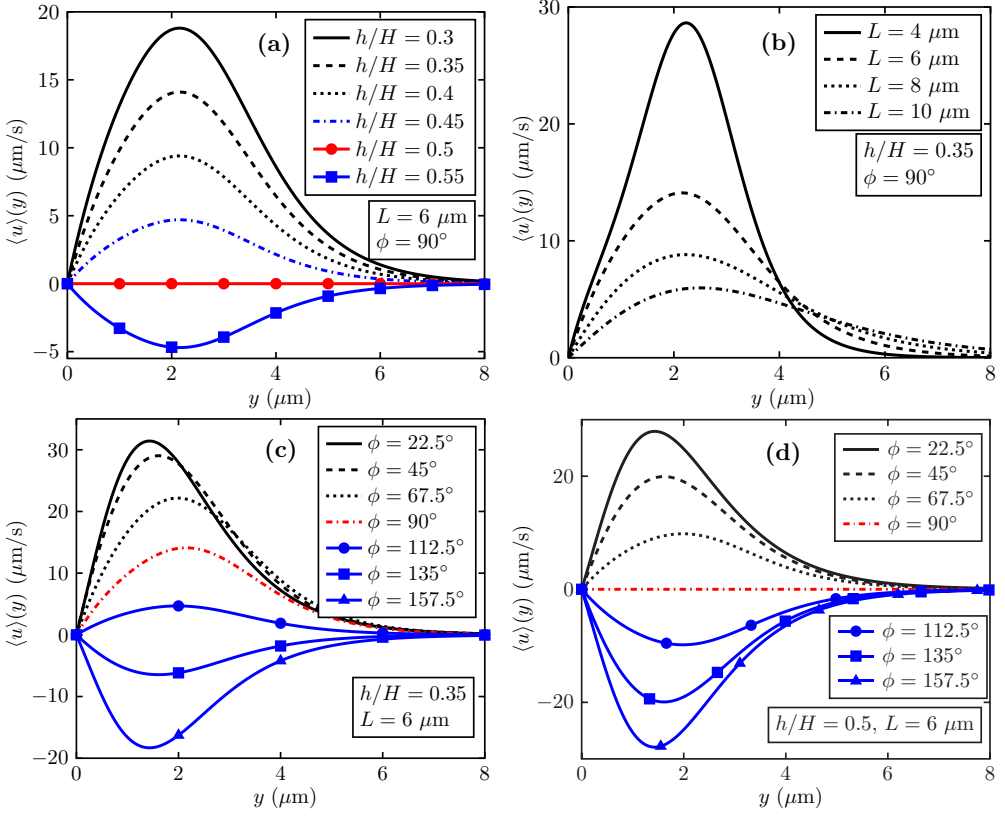 (a)
h/H = 0.3
h/H = 0.35
h/H = 0.4
h/H = 0.45
h/H = 0.5
h/H = 0.55
L = 6 μm
ϕ = 90°
20
15
10
5
0
−5
⟨u⟩(y) (μm/s)
0 2 4 6 8
y (μm)
(b)
L = 4 μm
L = 6 μm
L = 8 μm
L = 10 μm
h/H = 0.35
ϕ = 90°
30
20
10
0
⟨u⟩(y) (μm/s)
0 2 4 6 8
y (μm)
(c)
ϕ = 22.5°
ϕ = 45°
ϕ = 67.5°
ϕ = 90°
ϕ = 112.5°
ϕ = 135°
ϕ = 157.5°
h/H = 0.35
L = 6 μm
30
20
10
0
−10
−20
⟨u⟩(y) (μm/s)
0 2 4 6 8
y (μm)
(d)
ϕ = 22.5°
ϕ = 45°
ϕ = 67.5°
ϕ = 90°
ϕ = 112.5°
ϕ = 135°
ϕ = 157.5°
h/H = 0.5, L = 6 μm
20
0
−20
⟨u⟩(y) (μm/s)
0 2 4 6 8
y (μm)